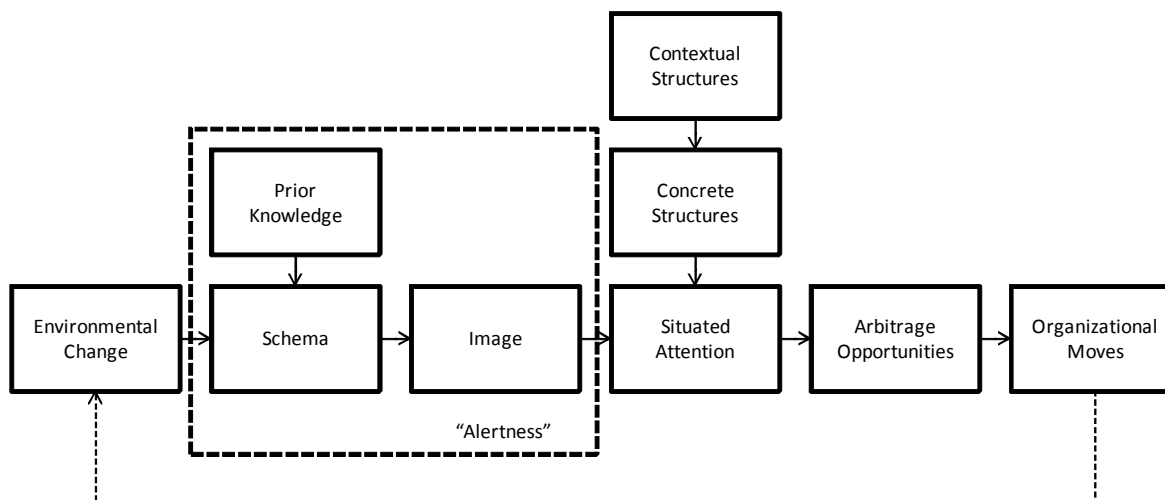 Contextual
Structures
Prior
Knowledge
Concrete
Structures
Environmental
Change
Schema
Image
Situated
Attention
Arbitrage
Opportunities
Organizational
Moves
“Alertness”